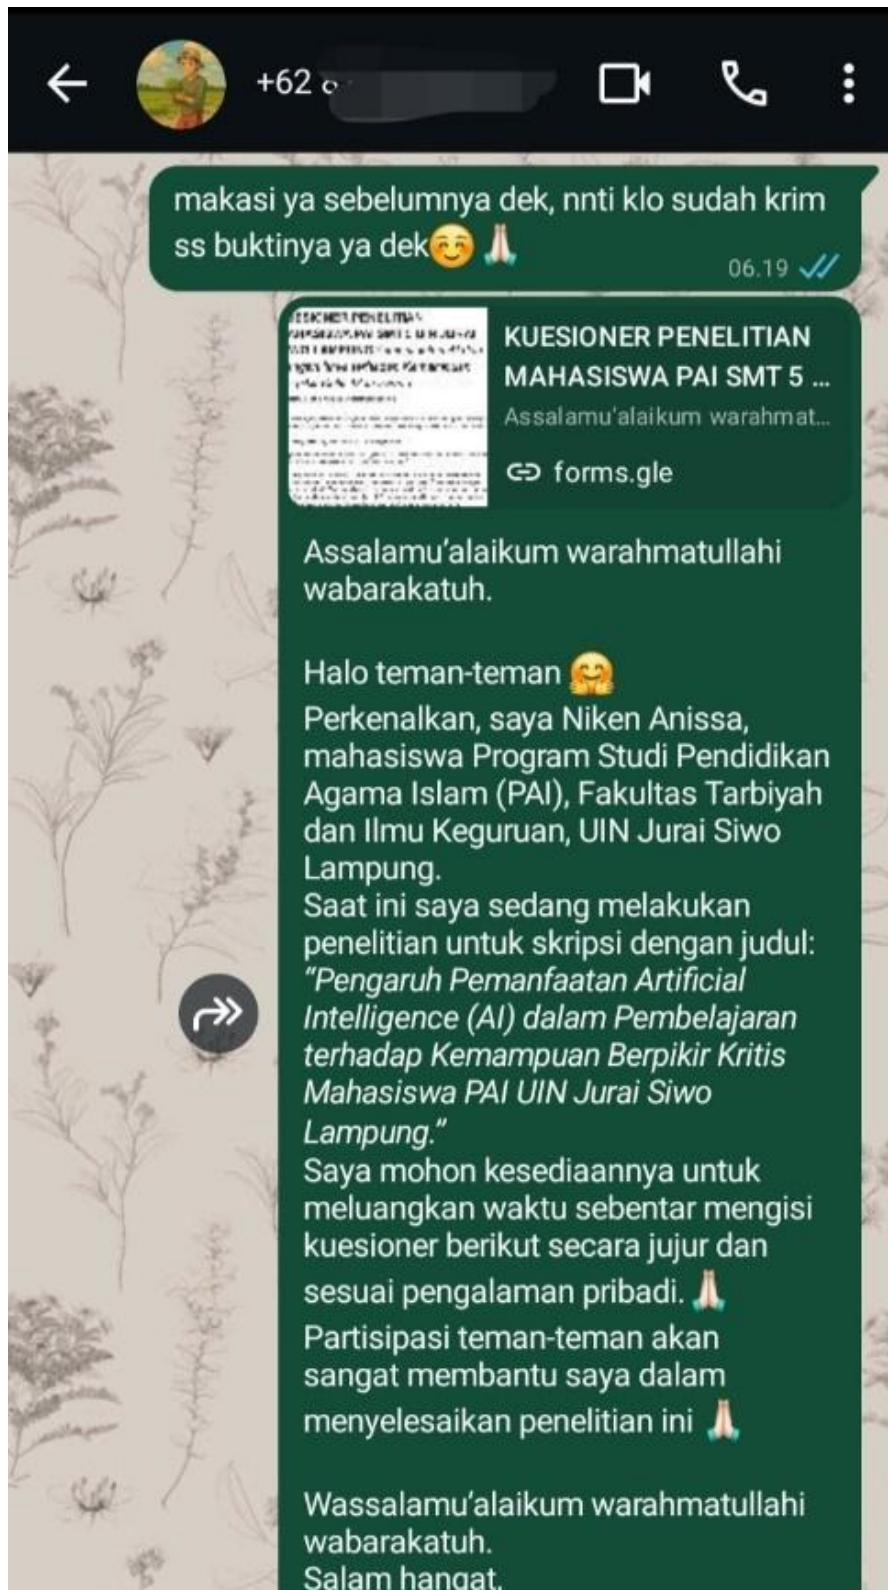 +62 8
makasi ya sebelumnya dek, nnti klo sudah krim
ss buktinya ya dek☺️🙏🏻
06.19
KUESIONER PENELITIAN
MAHASISWA PAI SMT 5 ...
Assalamu'alaikum warahmat...
forms.gle
Assalamu’alaikum warahmatullahi
wabarakatuh.
Halo teman-teman 🤗
Perkenalkan, saya Niken Anissa,
mahasiswa Program Studi Pendidikan
Agama Islam (PAI), Fakultas Tarbiyah
dan Ilmu Keguruan, UIN Jurai Siwo
Lampung.
Saat ini saya sedang melakukan
penelitian untuk skripsi dengan judul:
“Pengaruh Pemanfaatan Artificial
Intelligence (AI) dalam Pembelajaran
terhadap Kemampuan Berpikir Kritis
Mahasiswa PAI UIN Jurai Siwo
Lampung.”
Saya mohon kesediaannya untuk
meluangkan waktu sebentar mengisi
kuesioner berikut secara jujur dan
sesuai pengalaman pribadi.🙏🏻
Partisipasi teman-teman akan
sangat membantu saya dalam
menyelesaikan penelitian ini 🙏🏻
Wassalamu’alaikum warahmatullahi
wabarakatuh.
Salam hangat,